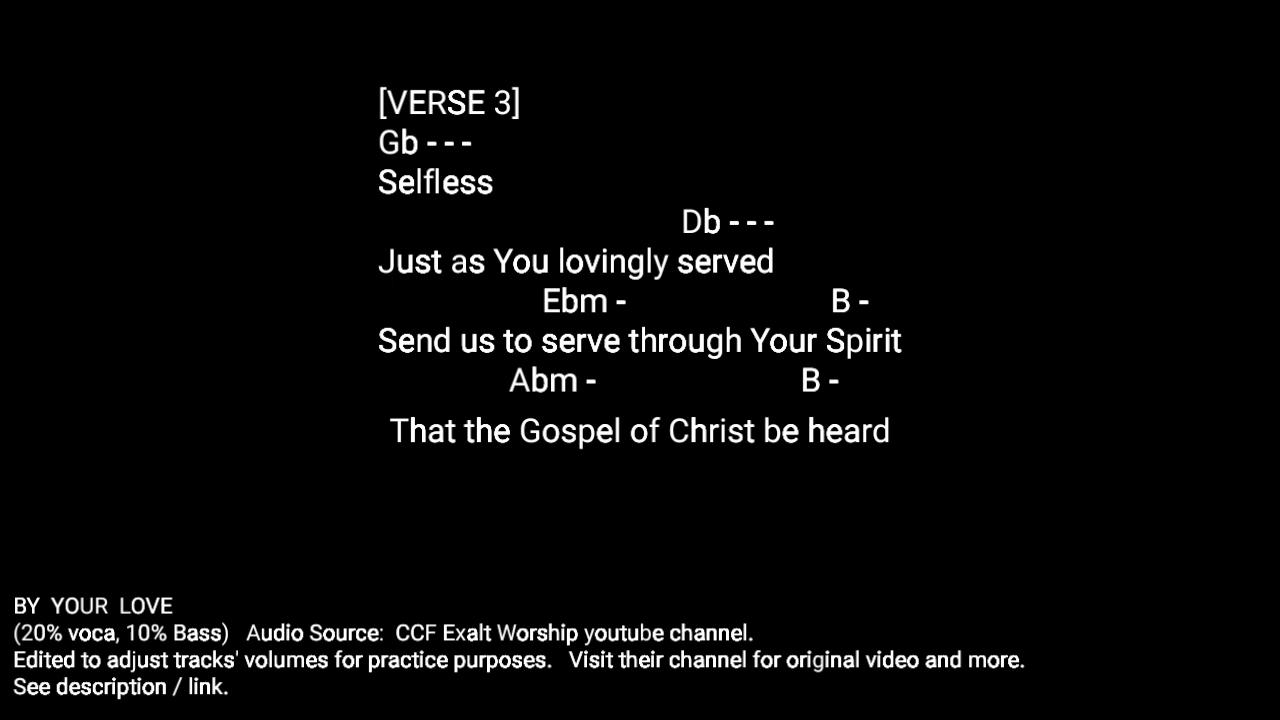 [VERSE 3]
Gb - - -
Selfless
Db - - -
Just as You lovingly served
Ebm - B -
Send us to serve through Your Spirit
Abm - B -
That the Gospel of Christ be heard
BY YOUR LOVE
(20% voca, 10% Bass) Audio Source: CCF Exalt Worship youtube channel.
Edited to adjust tracks' volumes for practice purposes. Visit their channel for original video and more.
See description / link.